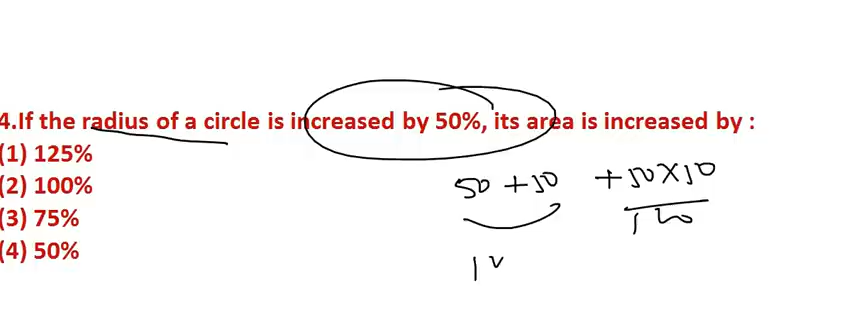 4.If the radius of a circle is increased by 50%, its area is increased by :
(1) 125%
(2) 100%
(3) 75%
(4) 50%
50 + 50 + 50 X 50
100